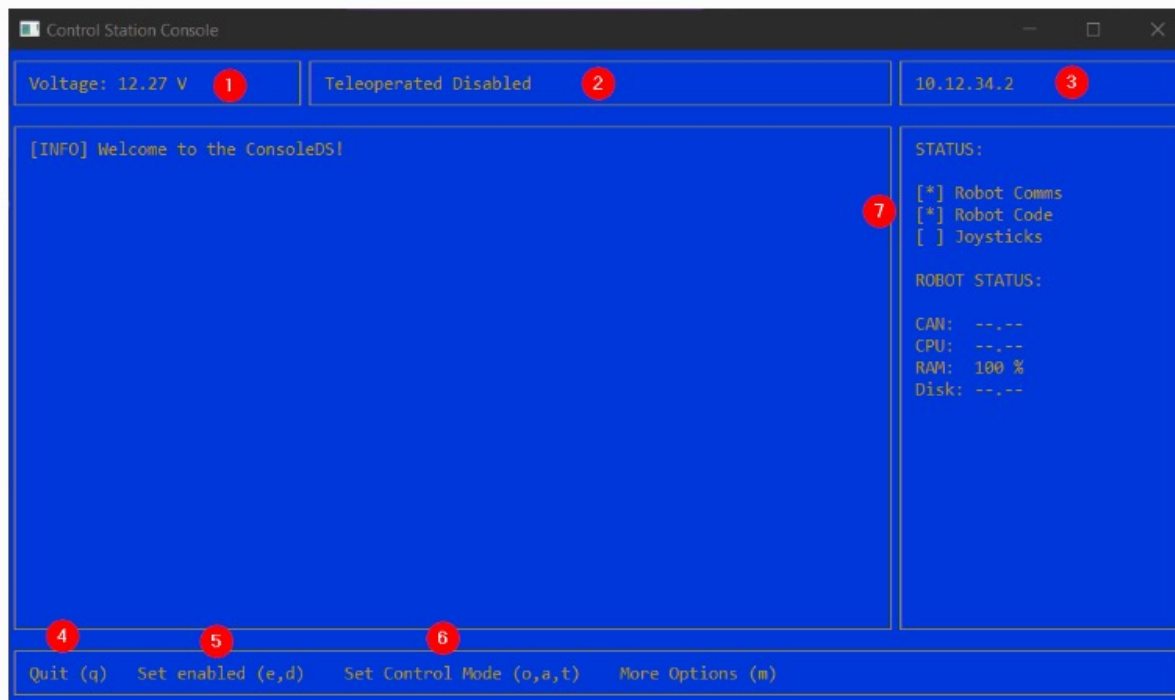 Control Station Console
Voltage: 12.27 V 1
Teleoperated Disabled 2
10.12.34.2 3
[INFO] Welcome to the ConsoleDS!
STATUS:
7
[*] Robot Comms
[*] Robot Code
[ ] Joysticks
ROBOT STATUS:
CAN: --.--
CPU: --.--
RAM: 100 %
Disk: --.--
4 5 6
Quit (q) Set enabled (e,d) Set Control Mode (o,a,t) More Options (m)